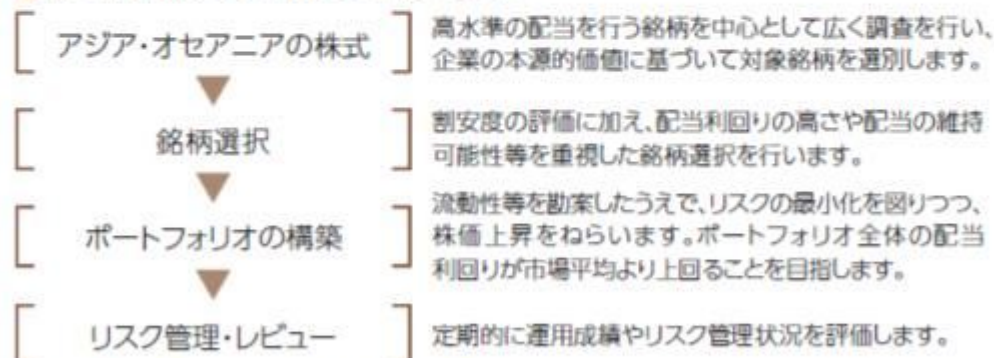 アジア・オセアニアの株式
高水準の配当を行う銘柄を中心として広く調査を行い、
企業の本源的価値に基づいて対象銘柄を選別します。
銘柄選択
割安度の評価に加え、配当利回りの高さや配当の維持
可能性等を重視した銘柄選択を行います。
ポートフォリオの構築
流動性等を勘案したうえで、リスクの最小化を図りつつ、
株価上昇をねらいます。ポートフォリオ全体の配当
利回りが市場平均より上回ることを目指します。
リスク管理・レビュー
定期的に運用成績やリスク管理状況を評価します。